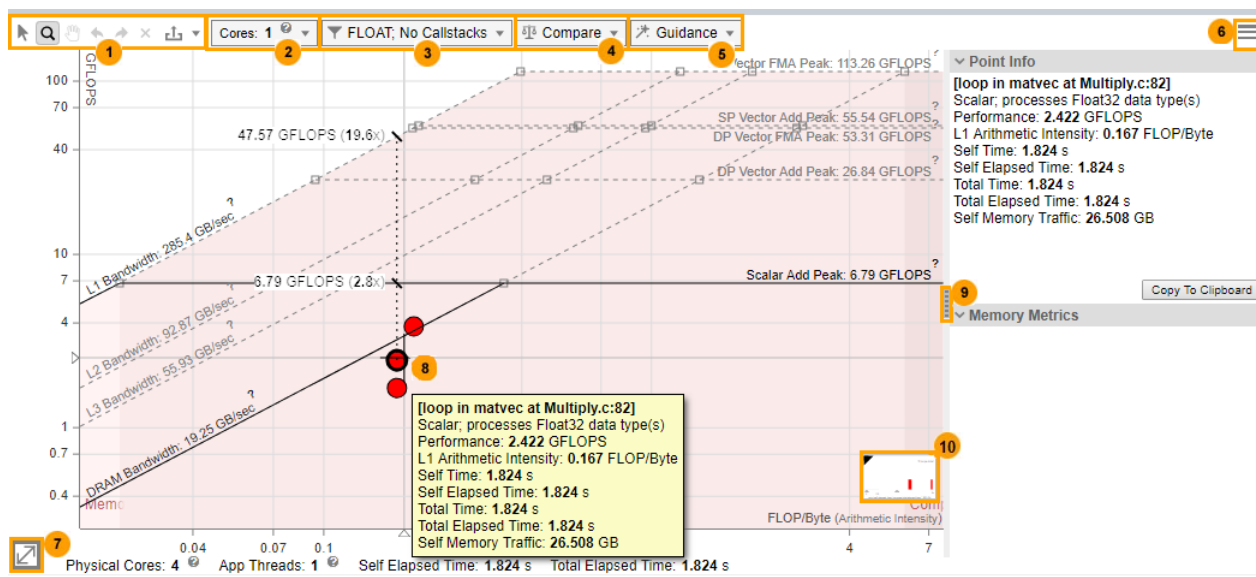 Cores: 1 ?
FLOAT; No Callstacks
Compare
Guidance
1
2
3
4
5
6
GFLOPS
100
70
40
10
7
4
1
0.7
0.4
Vector FMA Peak: 113.26 GFLOPS ?
SP Vector Add Peak: 55.54 GFLOPS ?
DP Vector FMA Peak: 53.31 GFLOPS
?
DP Vector Add Peak: 26.84 GFLOPS
?
Scalar Add Peak: 6.79 GFLOPS
47.57 GFLOPS (19.6x)
6.79 GFLOPS (2.8x)
?
L1 Bandwidth: 285.4 GB/sec
?
L2 Bandwidth: 92.87 GB/sec
?
L3 Bandwidth: 55.93 GB/sec
?
DRAM Bandwidth: 19.25 GB/sec
8
[loop in matvec at Multiply.c:82]
Scalar; processes Float32 data type(s)
Performance: 2.422 GFLOPS
L1 Arithmetic Intensity: 0.167 FLOP/Byte
Self Time: 1.824 s
Self Elapsed Time: 1.824 s
Total Time: 1.824 s
Total Elapsed Time: 1.824 s
Self Memory Traffic: 26.508 GB
10
Memo
Comp
FLOP/Byte (Arithmetic Intensity)
0.04
0.07
0.1
4
7
7
Physical Cores: 4 ? App Threads: 1 ? Self Elapsed Time: 1.824 s Total Elapsed Time: 1.824 s
Point Info
[loop in matvec at Multiply.c:82]
Scalar; processes Float32 data type(s)
Performance: 2.422 GFLOPS
L1 Arithmetic Intensity: 0.167 FLOP/Byte
Self Time: 1.824 s
Self Elapsed Time: 1.824 s
Total Time: 1.824 s
Total Elapsed Time: 1.824 s
Self Memory Traffic: 26.508 GB
Copy To Clipboard
9
Memory Metrics